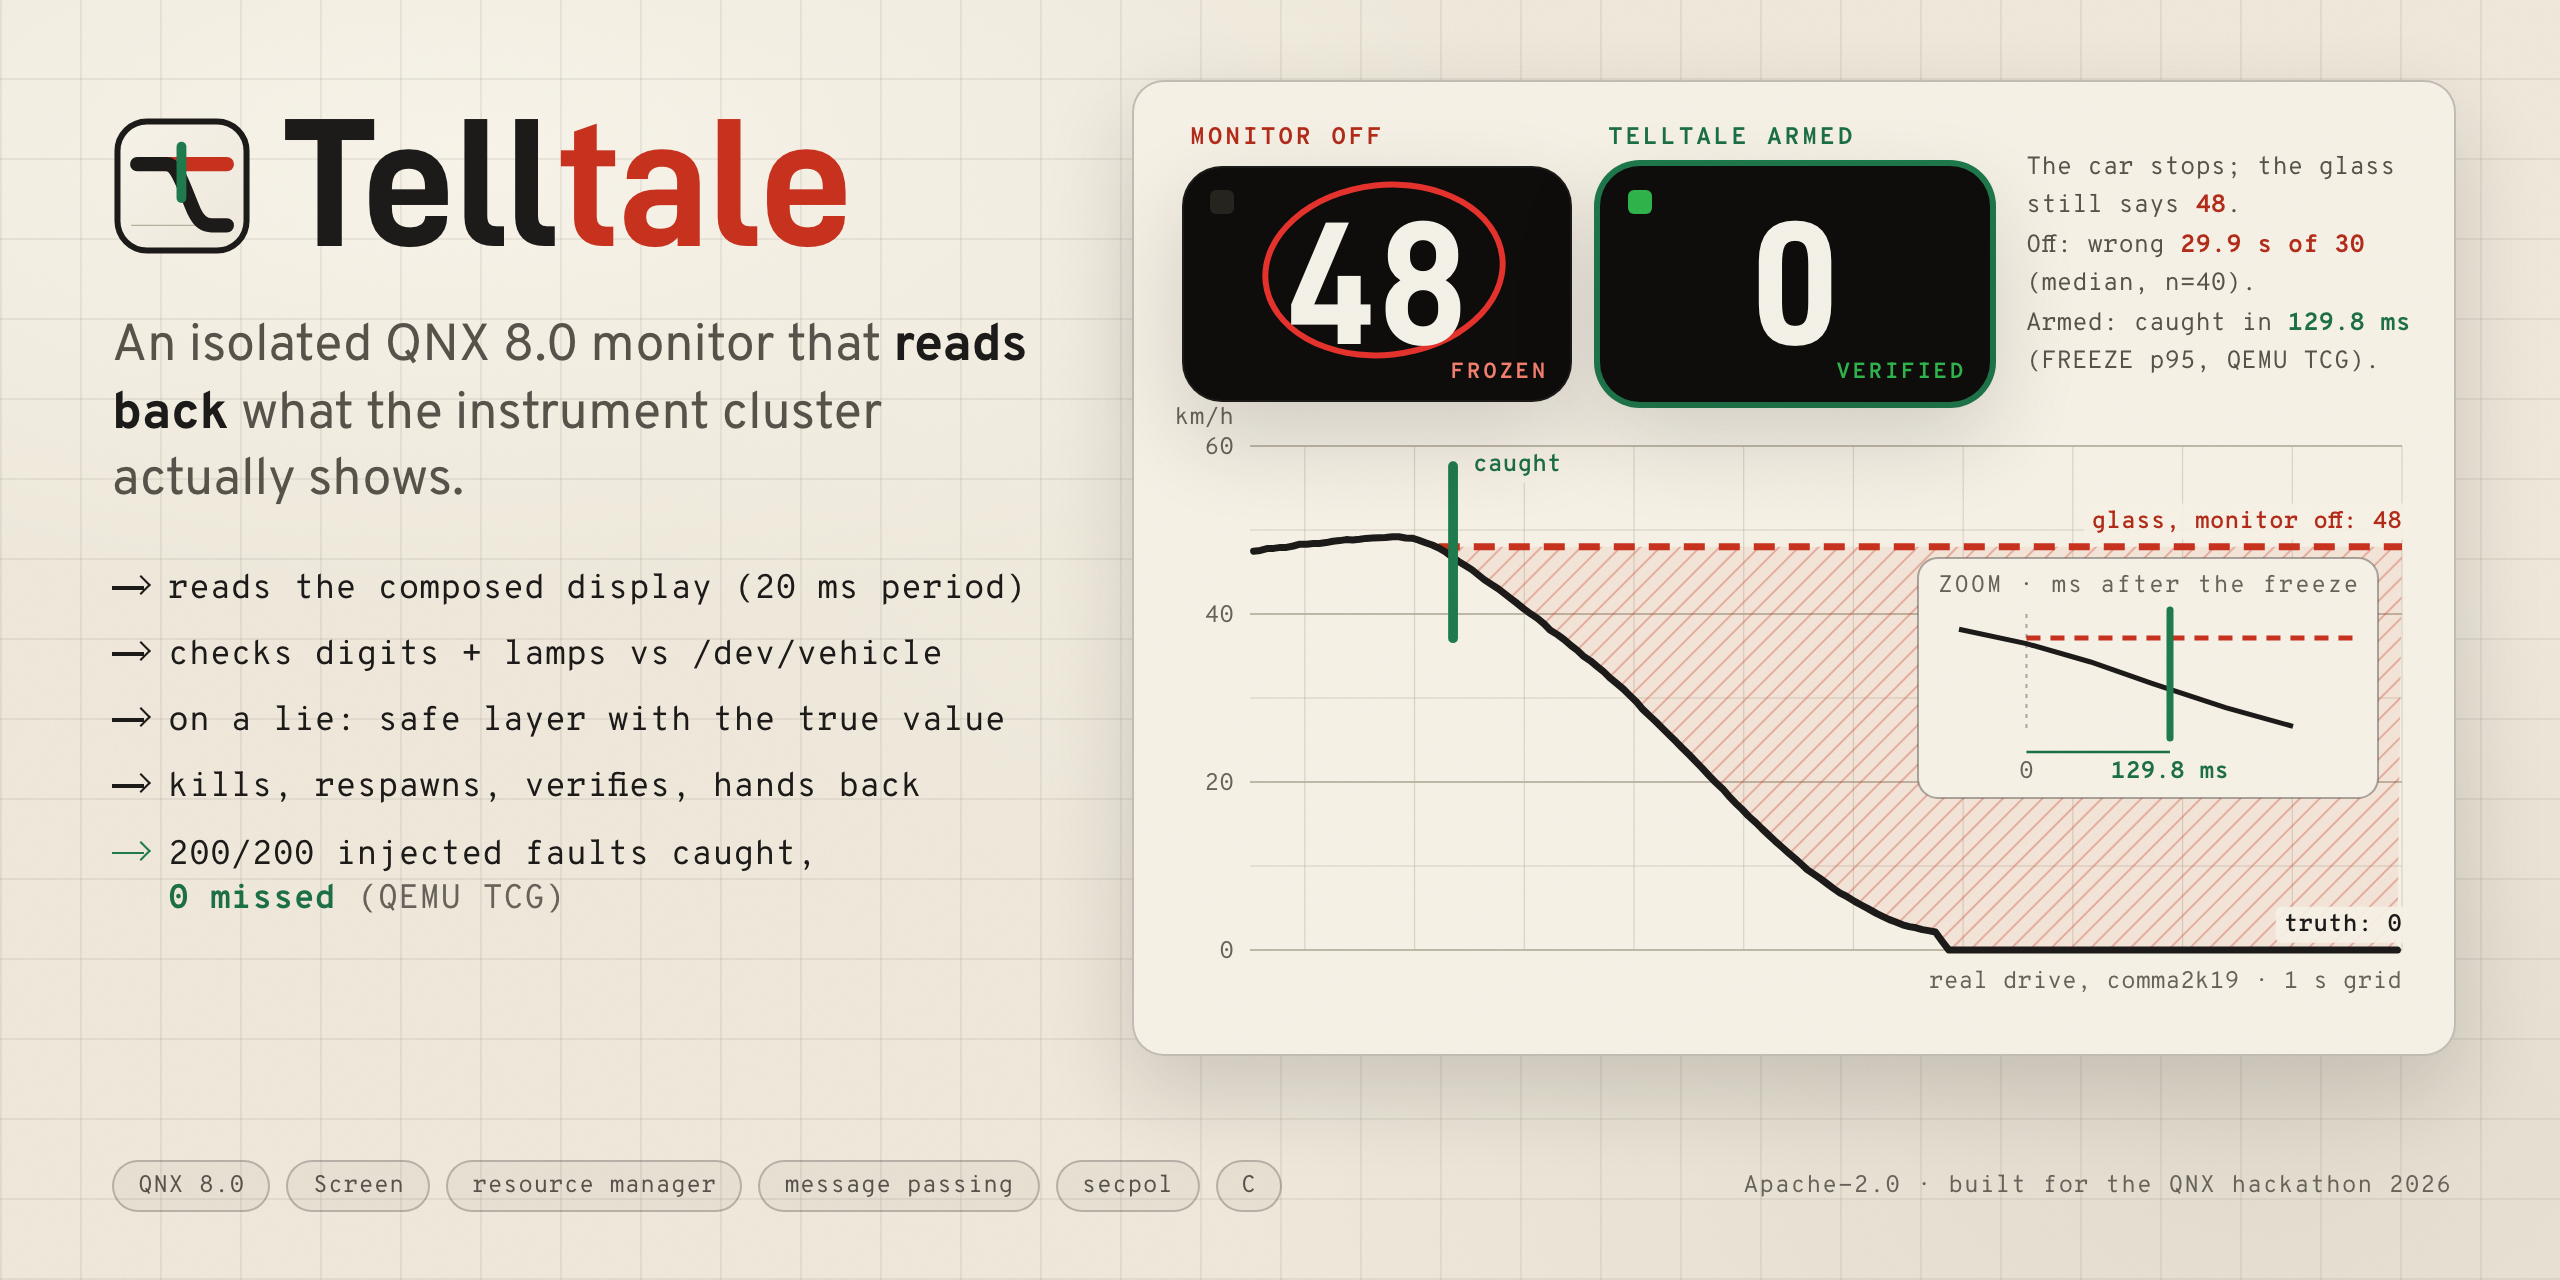 Telltale
An isolated QNX 8.0 monitor that reads
back what the instrument cluster
actually shows.
→ reads the composed display (20 ms period)
→ checks digits + lamps vs /dev/vehicle
→ on a lie: safe layer with the true value
→ kills, respawns, verifies, hands back
→ 200/200 injected faults caught,
0 missed (QEMU TCG)
MONITOR OFF
48
FROZEN
TELLTALE ARMED
0
VERIFIED
The car stops; the glass
still says 48.
Off: wrong 29.9 s of 30
(median, n=40).
Armed: caught in 129.8 ms
(FREEZE p95, QEMU TCG).
km/h
60
40
20
0
caught
glass, monitor off: 48
ZOOM · ms after the freeze
0
129.8 ms
truth: 0
real drive, comma2k19 · 1 s grid
QNX 8.0
Screen
resource manager
message passing
secpol
C
Apache-2.0 · built for the QNX hackathon 2026